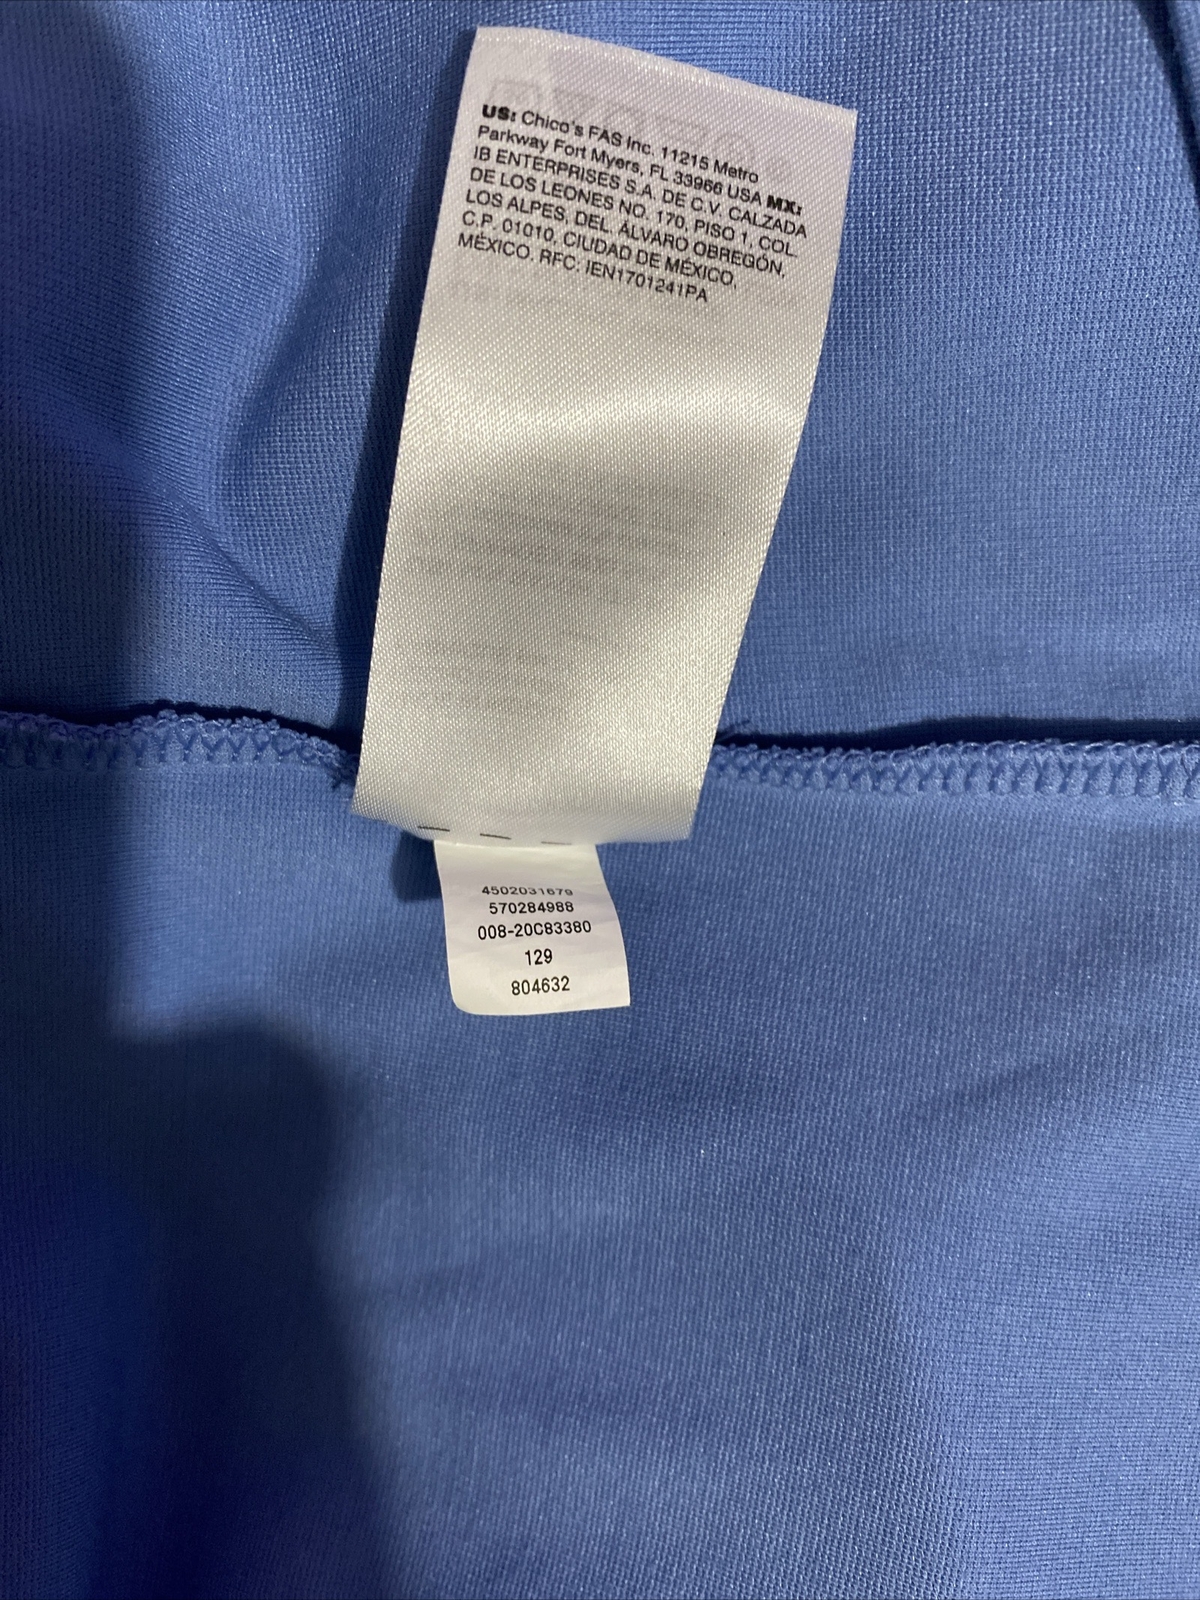 US: Chico's FAS Inc. 11215 Metro
Parkway Fort Myers, FL 33966 USA MX:
IB ENTERPRISES S.A. DE C.V. CALZADA
DE LOS LEONES NO. 170, PISO 1, COL.
LOS ALPES, DEL. ÁLVARO OBREGÓN,
C.P. 01010, CIUDAD DE MÉXICO,
MÉXICO. RFC: IEN1701241PA
4502031679
570284988
008-20C83380
129
804632